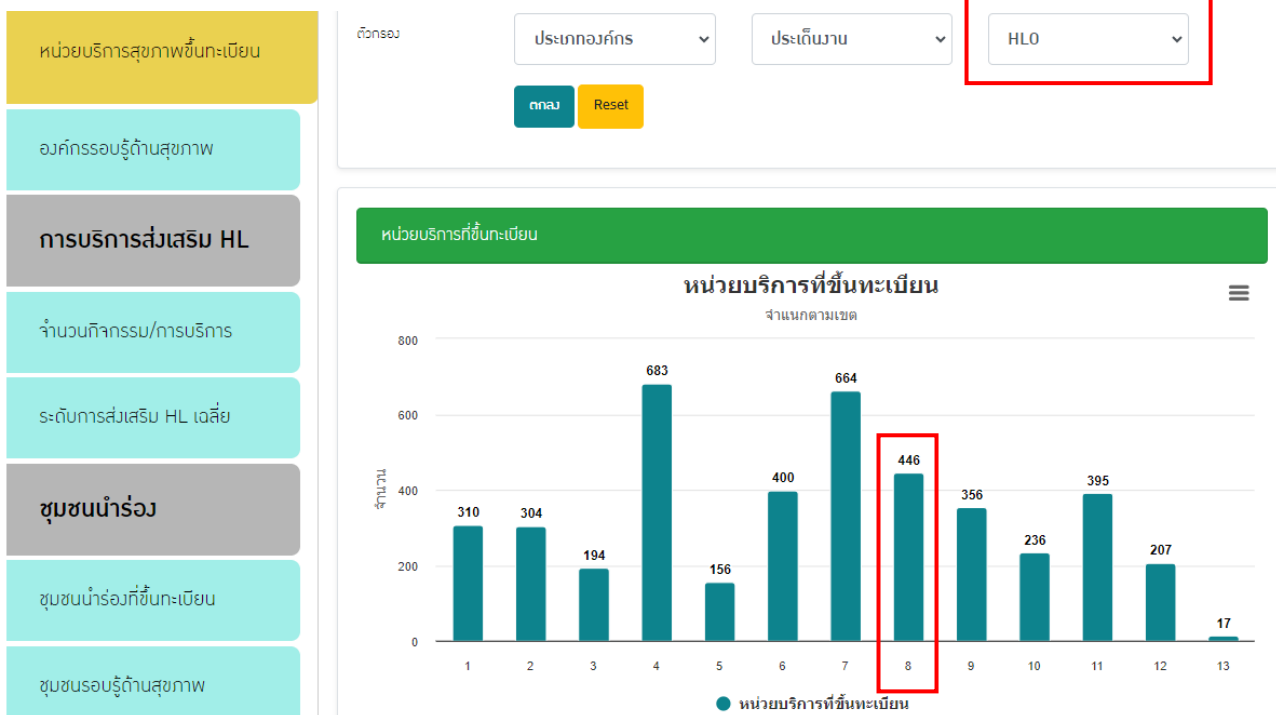 หน่วยบริการสุขภาพขึ้นทะเบียน
องค์กรรอบรู้ด้านสุขภาพ
การบริการส่งเสริม HL
จำนวนกิจกรรม/การบริการ
ระดับการส่งเสริม HL เฉลี่ย
ชุมชนนำร่อง
ชุมชนนำร่องที่ขึ้นทะเบียน
ชุมชนรอบรู้ด้านสุขภาพ
ตัวกรอง
ประเภทองค์กร
ประเด็นงาน
HLO
ตกลง
Reset
หน่วยบริการที่ขึ้นทะเบียน
หน่วยบริการที่ขึ้นทะเบียน
จำแนกตามเขต
จำนวน
800
600
400
200
0
310 304 194 683 156 400 664 446 356 236 395 207 17
1 2 3 4 5 6 7 8 9 10 11 12 13
หน่วยบริการที่ขึ้นทะเบียน